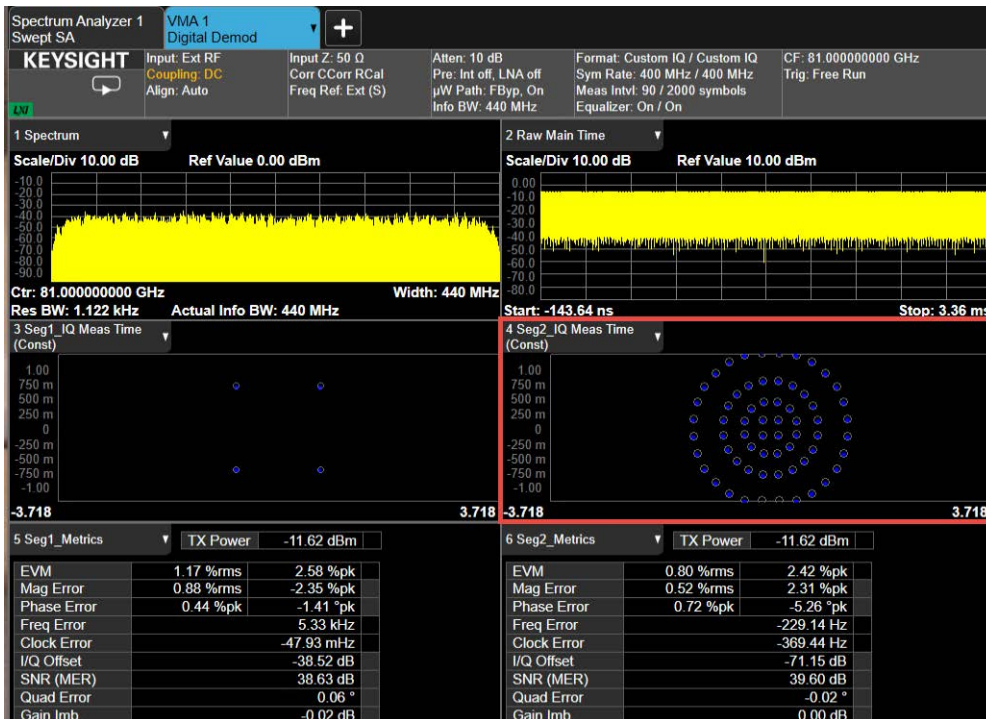 Spectrum Analyzer 1
Swept SA
VMA 1
Digital Demod
+
KEYSIGHT
LXI
Input: Ext RF
Coupling: DC
Align: Auto
Input Z: 50 Ω
Corr CCorr RCal
Freq Ref: Ext (S)
Atten: 10 dB
Pre: Int off, LNA off
µW Path: FByp, On
Info BW: 440 MHz
Format: Custom IQ / Custom IQ
Sym Rate: 400 MHz / 400 MHz
Meas Intvl: 90 / 2000 symbols
Equalizer: On / On
CF: 81.000000000 GHz
Trig: Free Run
1 Spectrum
Scale/Div 10.00 dB Ref Value 0.00 dBm
-10.0
-20.0
-30.0
-40.0
-50.0
-60.0
-70.0
-80.0
-90.0
Ctr: 81.000000000 GHz Width: 440 MHz
Res BW: 1.122 kHz Actual Info BW: 440 MHz
2 Raw Main Time
Scale/Div 10.00 dB Ref Value 10.00 dBm
0.00
-10.0
-20.0
-30.0
-40.0
-50.0
-60.0
-70.0
-80.0
Start: -143.64 ns Stop: 3.36 ms
3 Seg1_IQ Meas Time
(Const)
1.00
750 m
500 m
250 m
0
-250 m
-500 m
-750 m
-1.00
-3.718 3.718
4 Seg2_IQ Meas Time
(Const)
1.00
750 m
500 m
250 m
0
-250 m
-500 m
-750 m
-1.00
-3.718 3.718
5 Seg1_Metrics TX Power -11.62 dBm
EVM 1.17 %rms 2.58 %pk
Mag Error 0.88 %rms -2.35 %pk
Phase Error 0.44 %pk -1.41 °pk
Freq Error 5.33 kHz
Clock Error -47.93 mHz
I/Q Offset -38.52 dB
SNR (MER) 38.63 dB
Quad Error 0.06 °
Gain Imb -0.02 dB
6 Seg2_Metrics TX Power -11.62 dBm
EVM 0.80 %rms 2.42 %pk
Mag Error 0.52 %rms 2.31 %pk
Phase Error 0.72 %pk -5.26 °pk
Freq Error -229.14 Hz
Clock Error -369.44 Hz
I/Q Offset -71.15 dB
SNR (MER) 39.60 dB
Quad Error -0.02 °
Gain Imb 0.00 dB